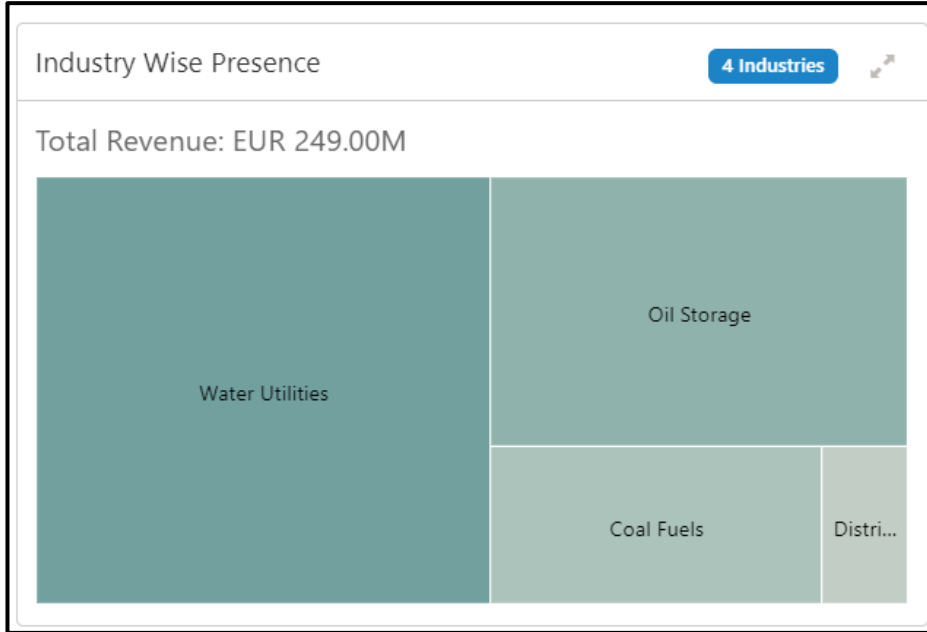 Industry Wise Presence
4 Industries
Total Revenue: EUR 249.00M
Oil Storage
Water Utilities
Coal Fuels
Distri...